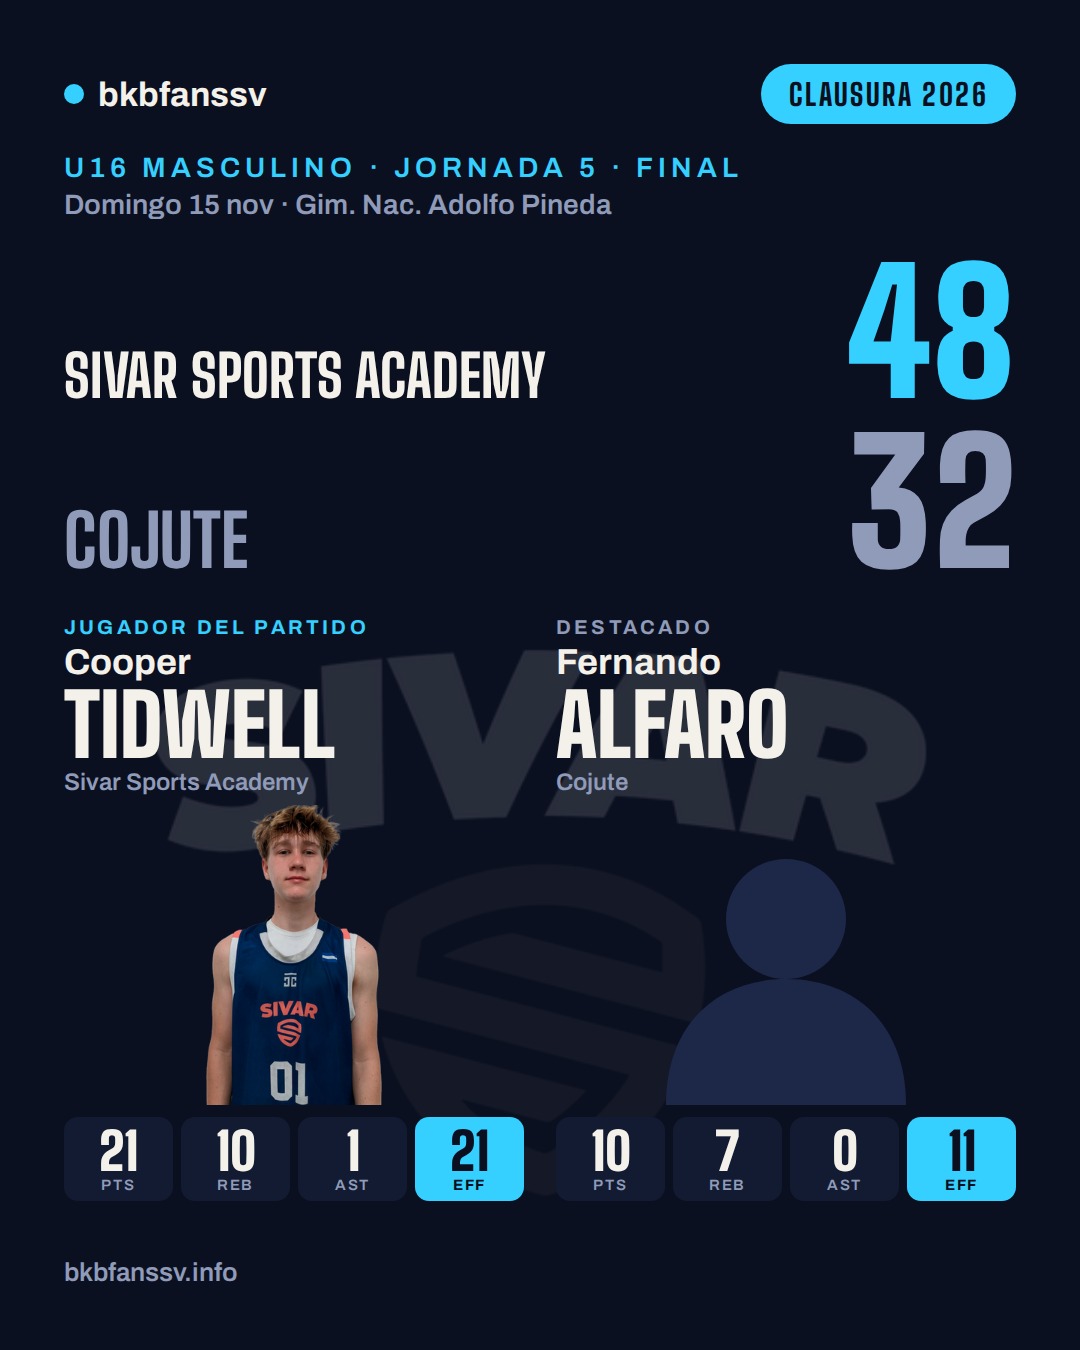 bkbfanssv
CLAUSURA 2026
U16 MASCULINO · JORNADA 5 · FINAL
Domingo 15 nov · Gim. Nac. Adolfo Pineda
SIVAR SPORTS ACADEMY
48
COJUTE
32
JUGADOR DEL PARTIDO
Cooper
TIDWELL
Sivar Sports Academy
DESTACADO
Fernando
ALFARO
Cojute
SIVAR
SIVAR
01
21 10 1 21
PTS REB AST EFF
10 7 0 11
PTS REB AST EFF
bkbfanssv.info